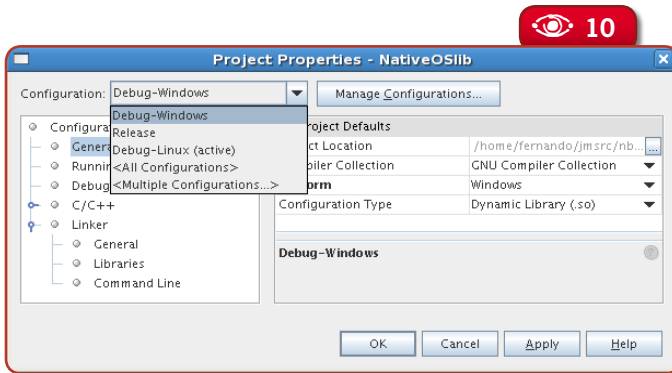 10
Project Properties - NativeOSlib
Configuration: Debug-Windows Manage Configurations...
Debug-Windows
Release
Debug-Linux (active)
<All Configurations>
<Multiple Configurations...>
General
Libraries
Command Line
C/C++
Linker
/home/fernando/jmsrc/nb...
GNU Compiler Collection
Windows
Configuration Type Dynamic Library (.so)
Debug-Windows
OK Cancel Apply Help